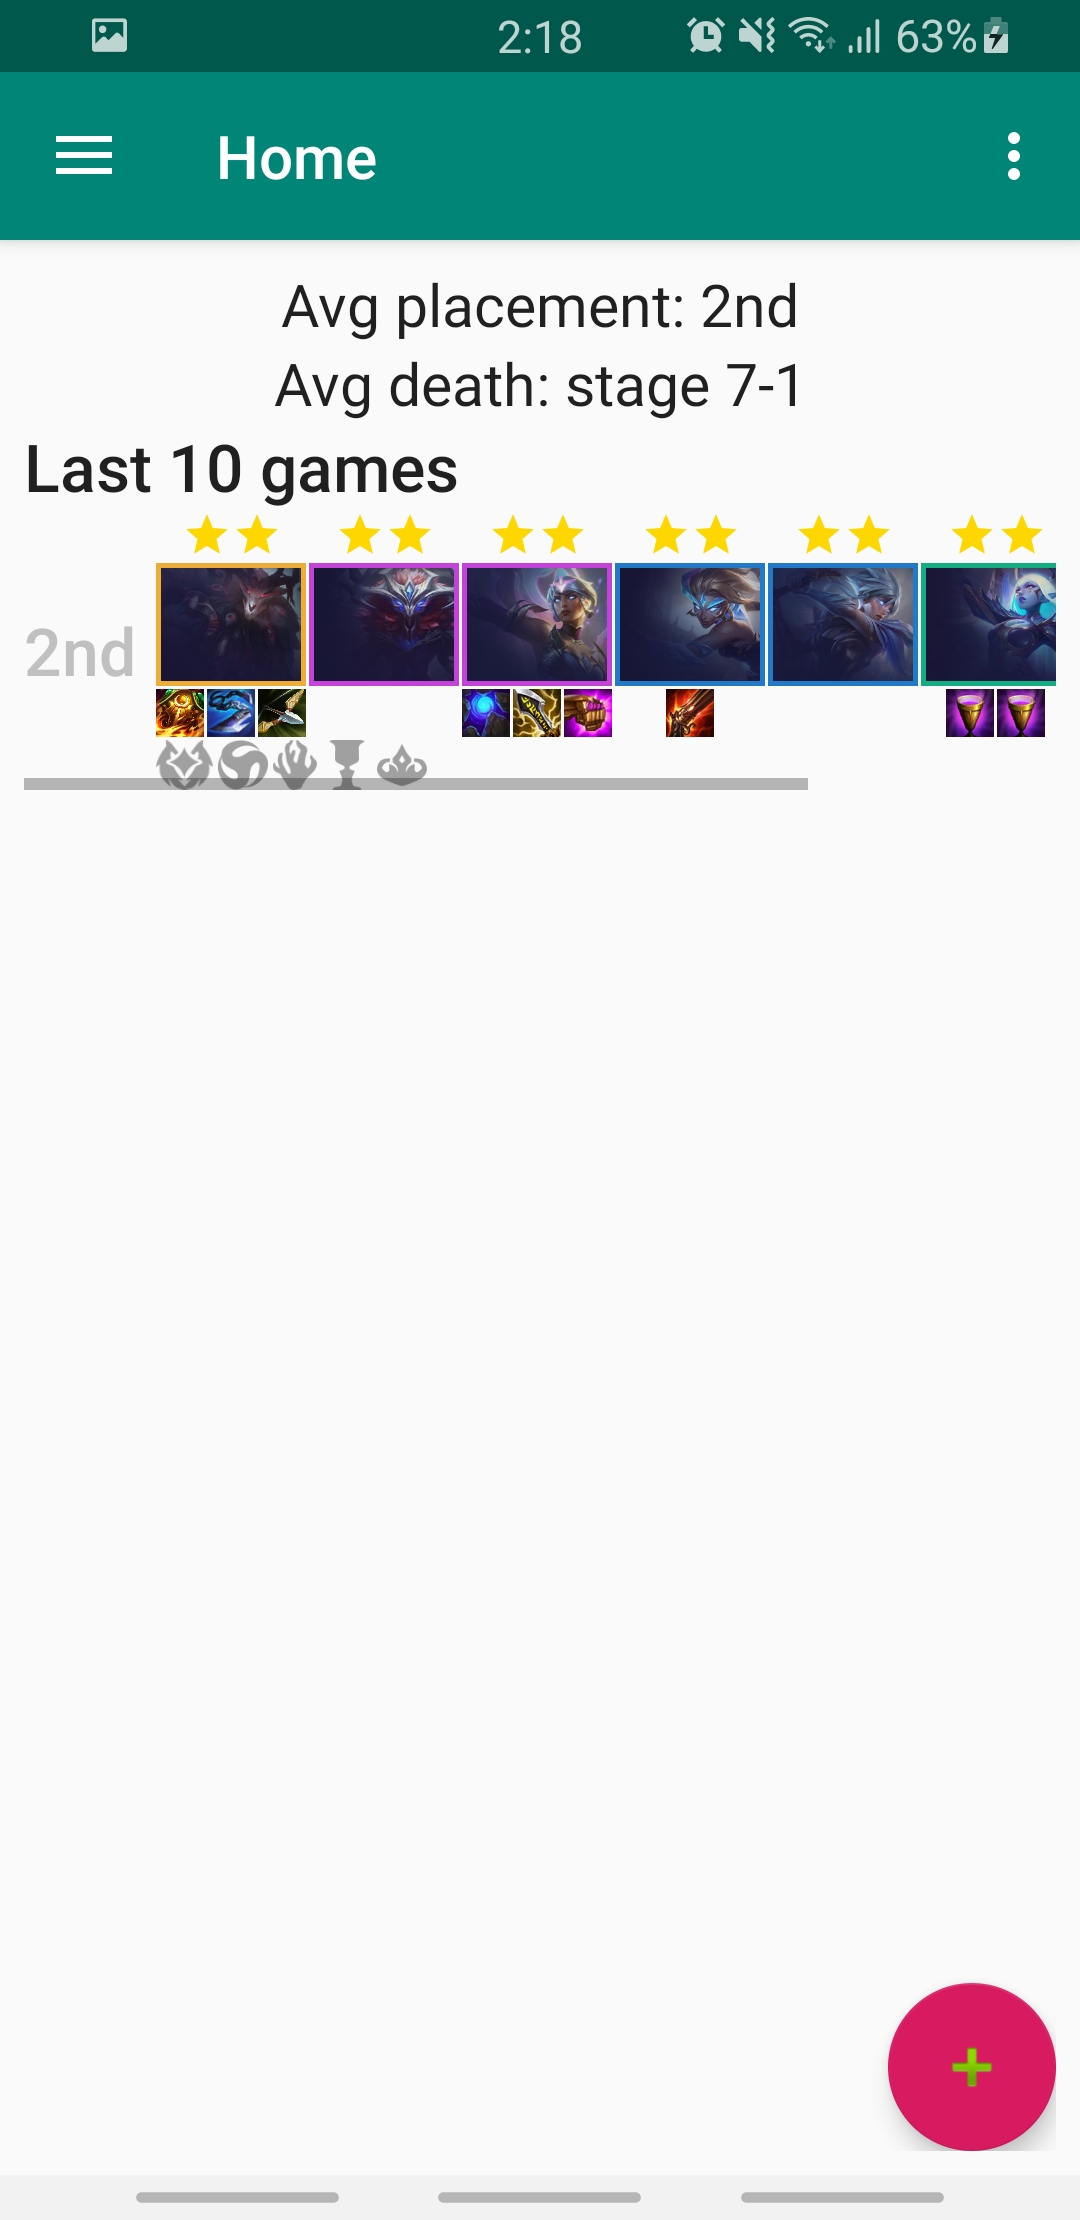 2:18
63%
Home
Avg placement: 2nd
Avg death: stage 7-1
Last 10 games
2nd